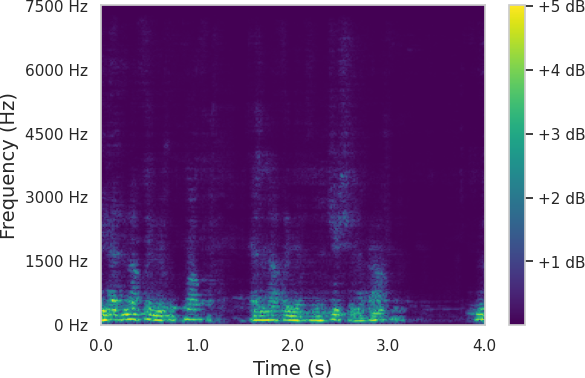 7500 Hz
6000 Hz
4500 Hz
3000 Hz
1500 Hz
0 Hz
Frequency (Hz)
0.0 1.0 2.0 3.0 4.0
Time (s)
+5 dB
+4 dB
+3 dB
+2 dB
+1 dB